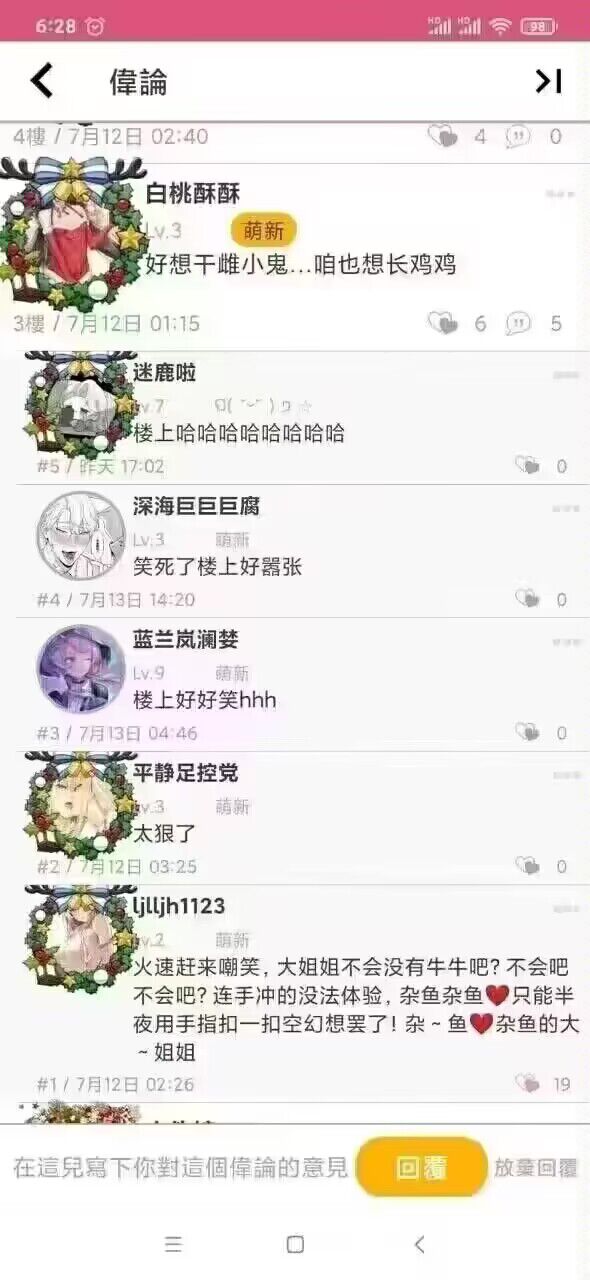 6:28
HD
HD
98
偉論
4樓 / 7月12日 02:40
4
0
白桃酥酥
Lv.3
萌新
好想干雌小鬼...咱也想长鸡鸡
3樓 / 7月12日 01:15
6
5
迷鹿啦
Lv.7
楼上哈哈哈哈哈哈哈哈
#5 / 昨天 17:02
0
深海巨巨巨腐
Lv.3
萌新
笑死了楼上好嚣张
#4 / 7月13日 14:20
0
蓝兰岚澜婪
Lv.9
萌新
楼上好好笑hhh
#3 / 7月13日 04:46
0
平静足控党
Lv.3
萌新
太狠了
#2 / 7月12日 03:25
0
ljlljh1123
Lv.2
萌新
火速赶来嘲笑，大姐姐不会没有牛牛吧？不会吧
不会吧？连手冲的没法体验，杂鱼杂鱼❤只能半
夜用手指扣一扣空幻想罢了！杂～鱼❤杂鱼的大
～姐姐
#1 / 7月12日 02:26
19
在這兒寫下你對這個偉論的意見
回覆
放棄回覆